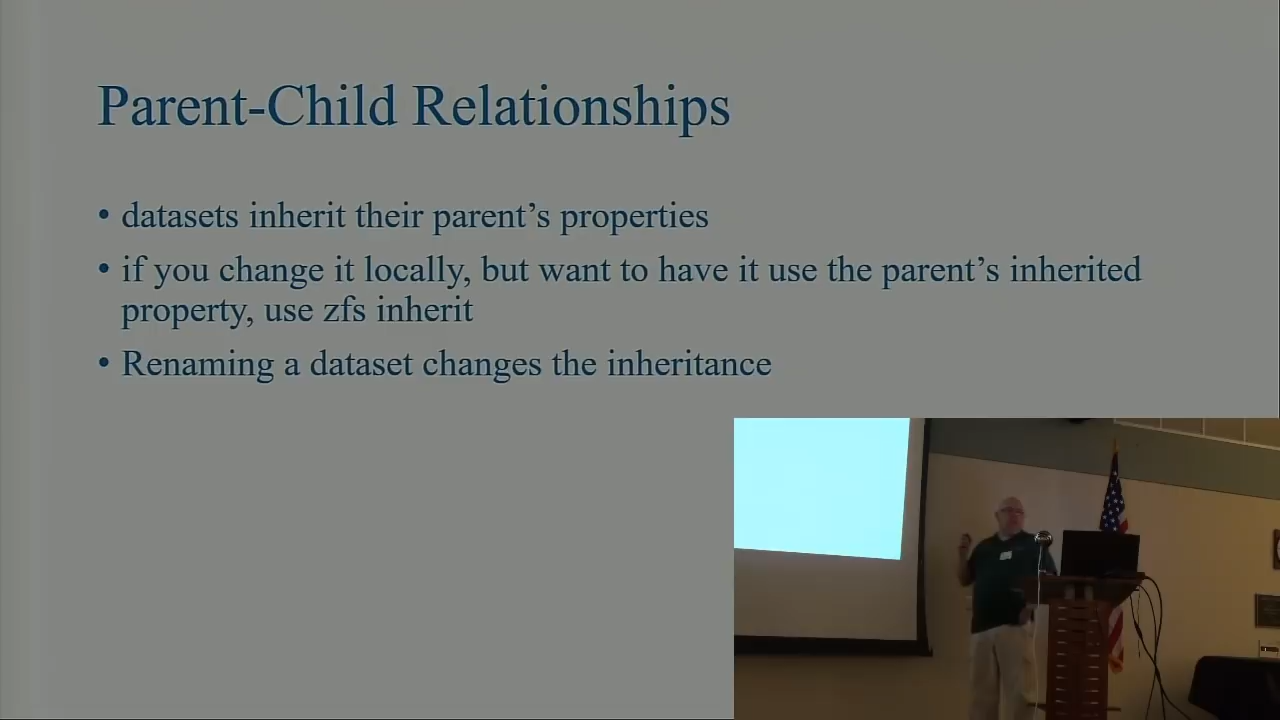 Parent-Child Relationships
• datasets inherit their parent’s properties
• if you change it locally, but want to have it use the parent’s inherited
property, use zfs inherit
• Renaming a dataset changes the inheritance